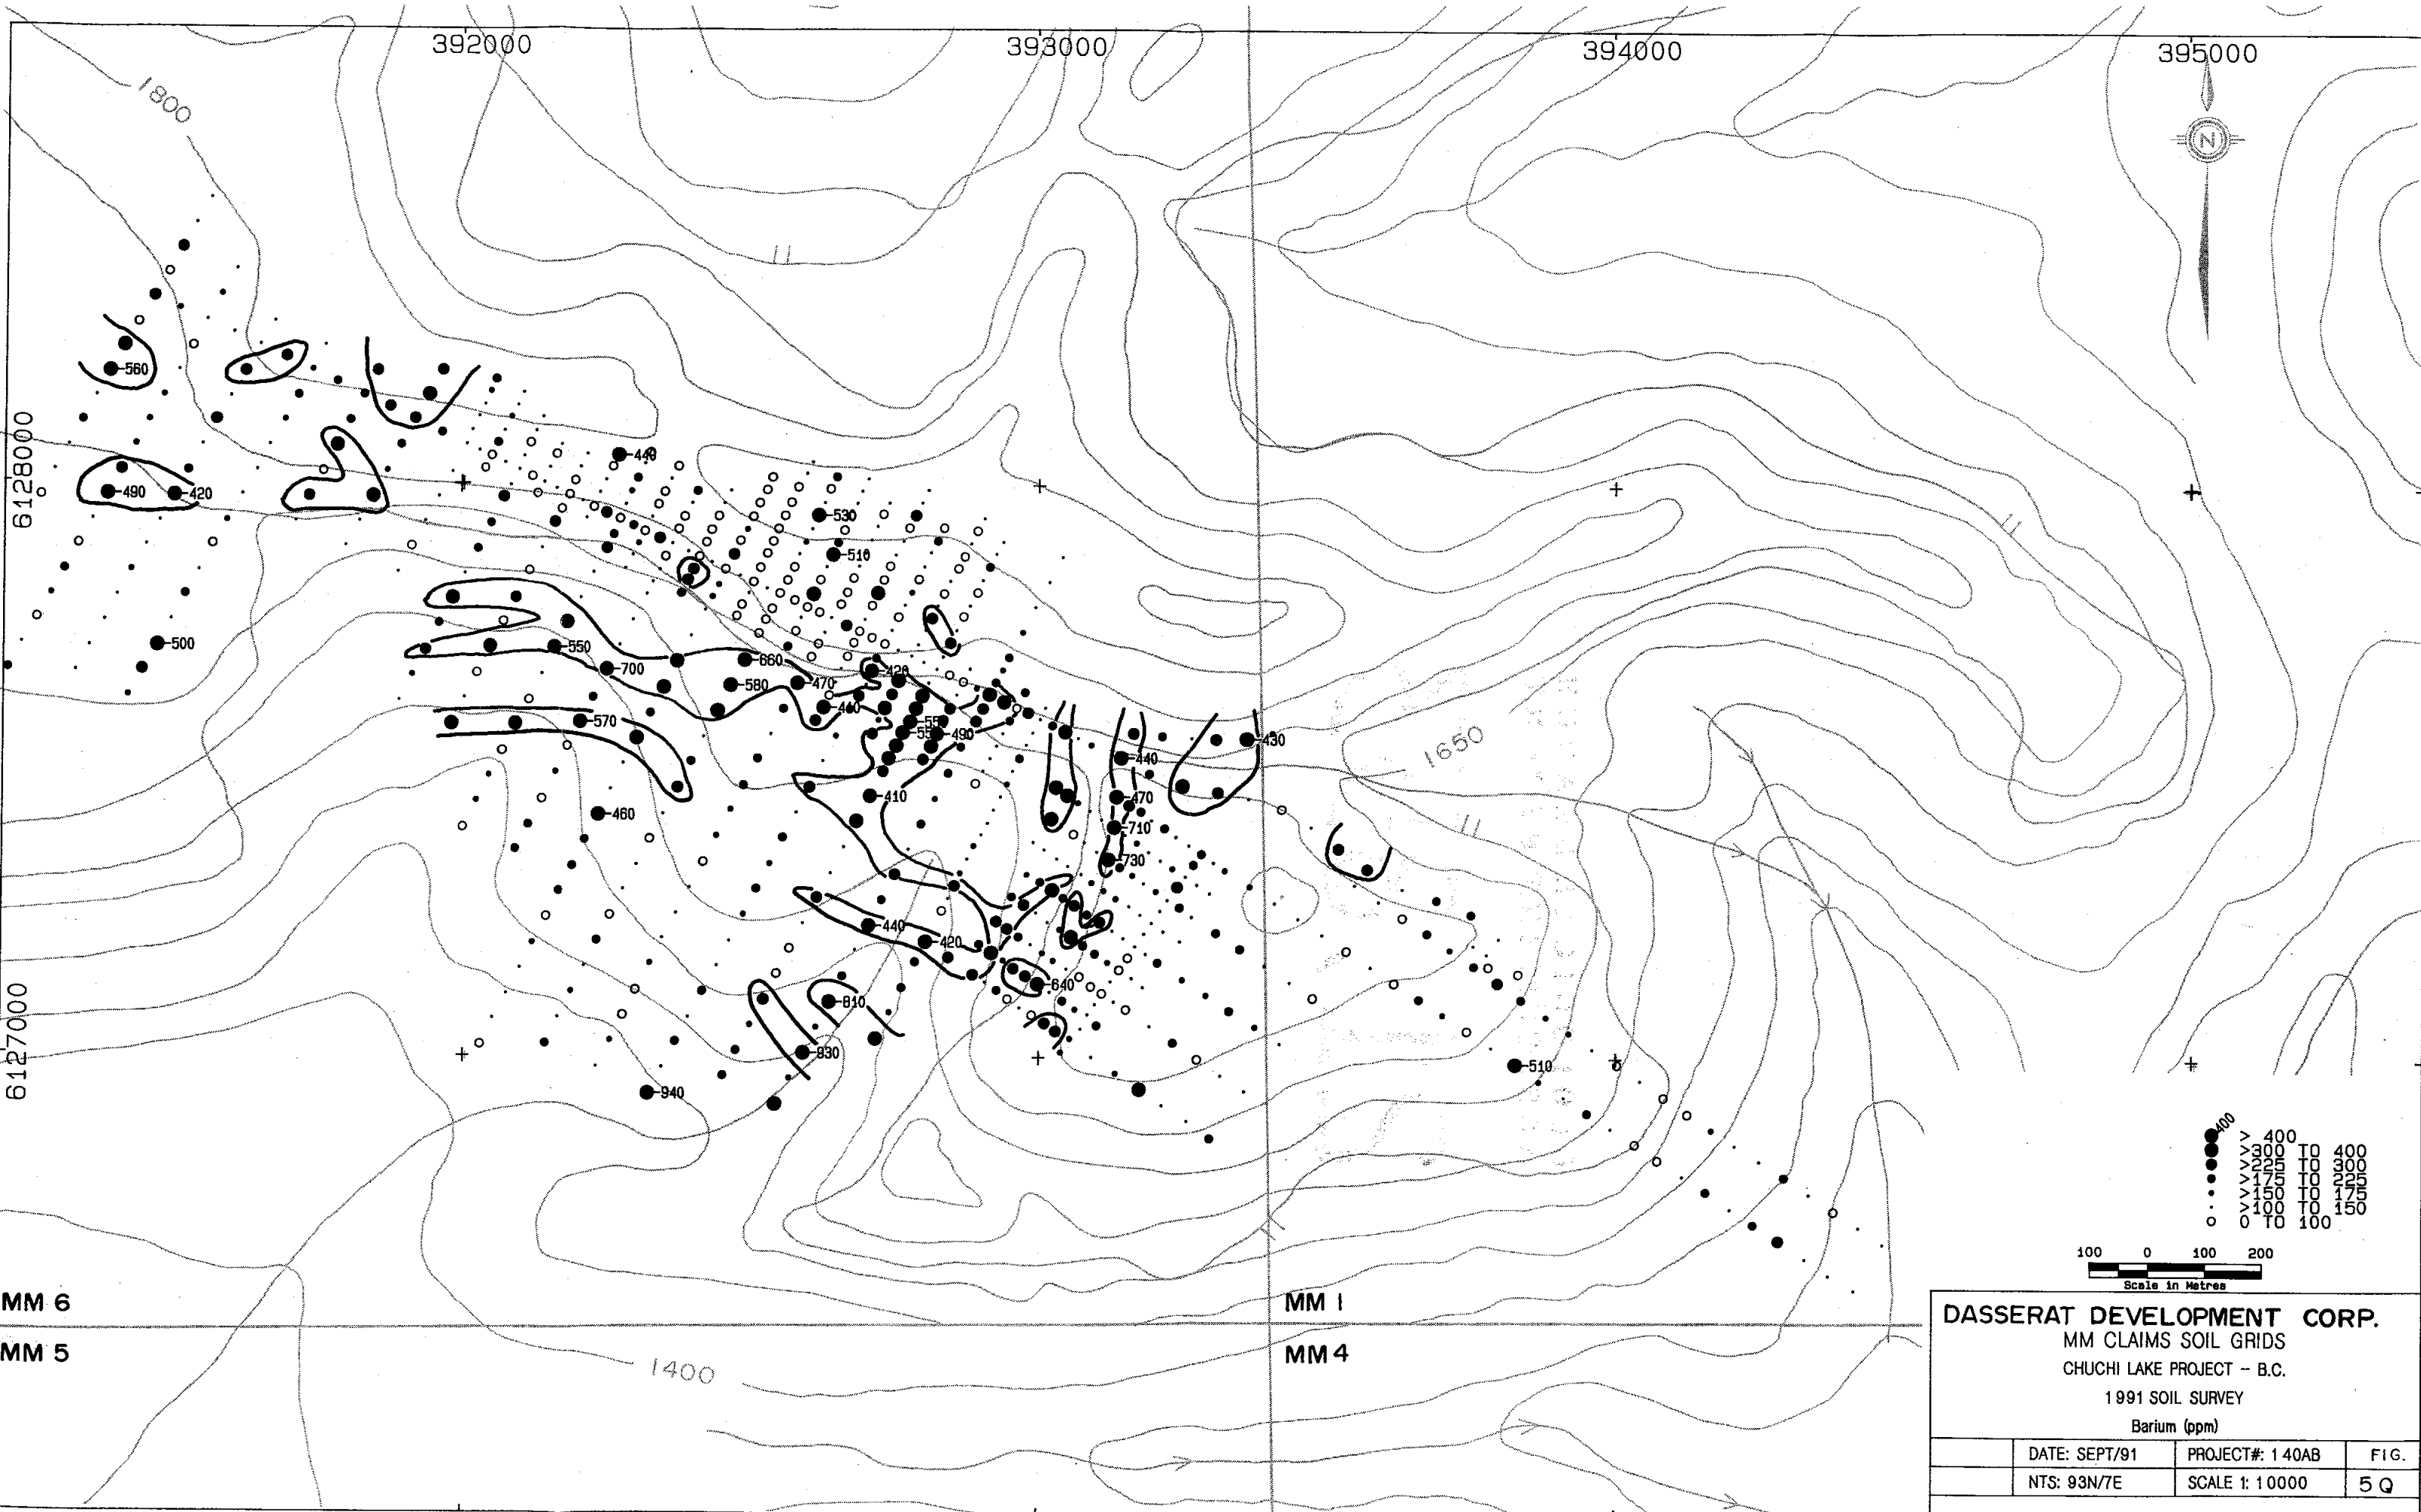 392000
393000
394000
395000
1800
N
11
560
6128000
440
490
420
530
510
11
500
550
700
660
580
470
420
410
570
490
430
440
1650
410
470
460
710
11
730
440
420
640
810
6127000
930
510
940
400
> 400
>300 TO 400
>225 TO 300
>175 TO 225
>150 TO 175
>100 TO 150
0 TO 100
100 0 100 200
Scale in Metres
MM 6
MM 1
MM 5
MM 4
1400
DASSERAT DEVELOPMENT CORP.
MM CLAIMS SOIL GRIDS
CHUCHI LAKE PROJECT - B.C.
1991 SOIL SURVEY
Barium (ppm)
DATE: SEPT/91 PROJECT#: 140AB FIG.
NTS: 93N/7E SCALE 1:10000 5Q